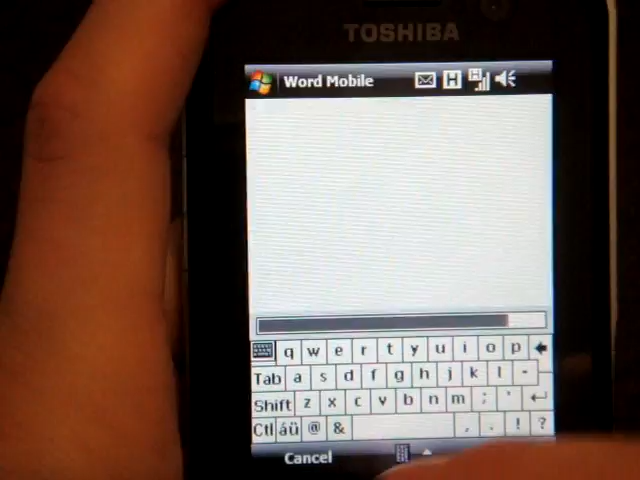 TOSHIBA
Word Mobile H H
q w e r t y u i o p
Tab a s d f g h j k l -
Shift z x c v b n m ; '
Ctl áü @ & , . ! ?
Cancel